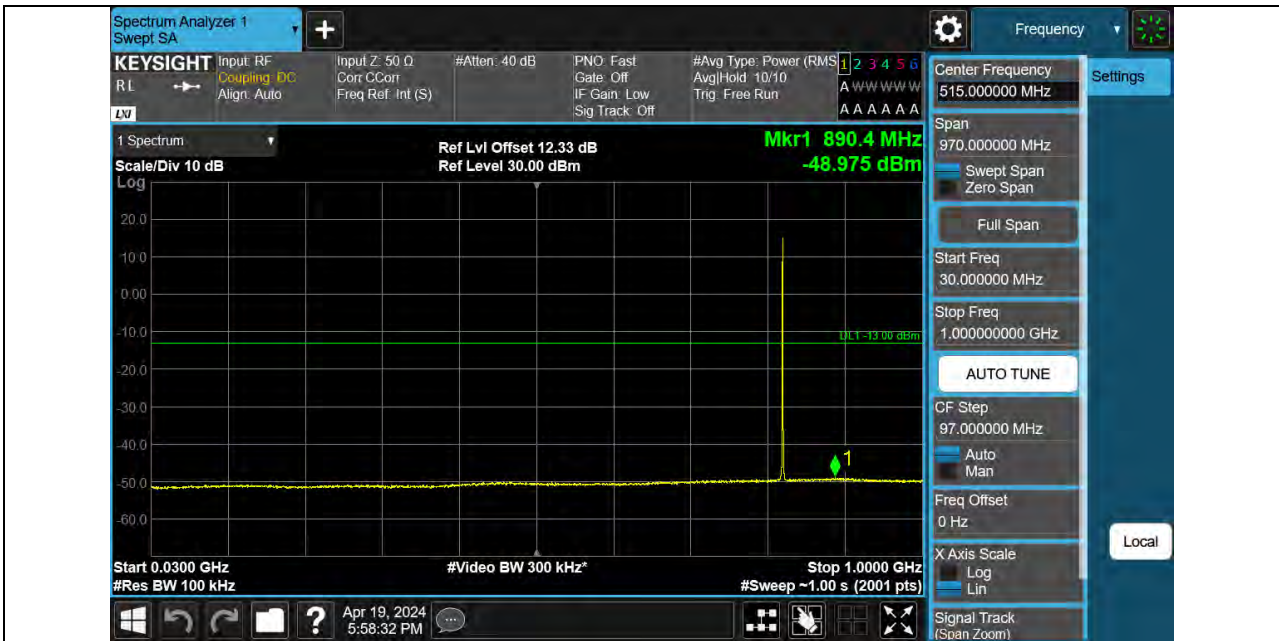 Spectrum Analyzer 1
Swept SA
+
Frequency
KEYSIGHT
R L
LXI
Input: RF
Coupling: DC
Align: Auto
Input Z: 50 Ω
Corr CCorr
Freq Ref: Int (S)
#Atten: 40 dB
PNO: Fast
Gate: Off
IF Gain: Low
Sig Track: Off
#Avg Type: Power (RMS
Avg|Hold: 10/10
Trig: Free Run
1 2 3 4 5 6
A W W W W W
A A A A A A
Center Frequency
515.000000 MHz
Settings
1 Spectrum
Scale/Div 10 dB
Log
Ref Lvl Offset 12.33 dB
Ref Level 30.00 dBm
Mkr1 890.4 MHz
-48.975 dBm
Span
970.000000 MHz
Swept Span
Zero Span
Full Span
Start Freq
30.000000 MHz
Stop Freq
1.000000000 GHz
AUTO TUNE
CF Step
97.000000 MHz
Auto
Man
Freq Offset
0 Hz
X Axis Scale
Log
Lin
Signal Track
(Span Zoom)
Local
20.0
10.0
0.00
-10.0
-20.0
-30.0
-40.0
-50.0
-60.0
DL1 -13.00 dBm
1
Start 0.0300 GHz
#Res BW 100 kHz
#Video BW 300 kHz*
Stop 1.0000 GHz
#Sweep ~1.00 s (2001 pts)
?
Apr 19, 2024
5:58:32 PM